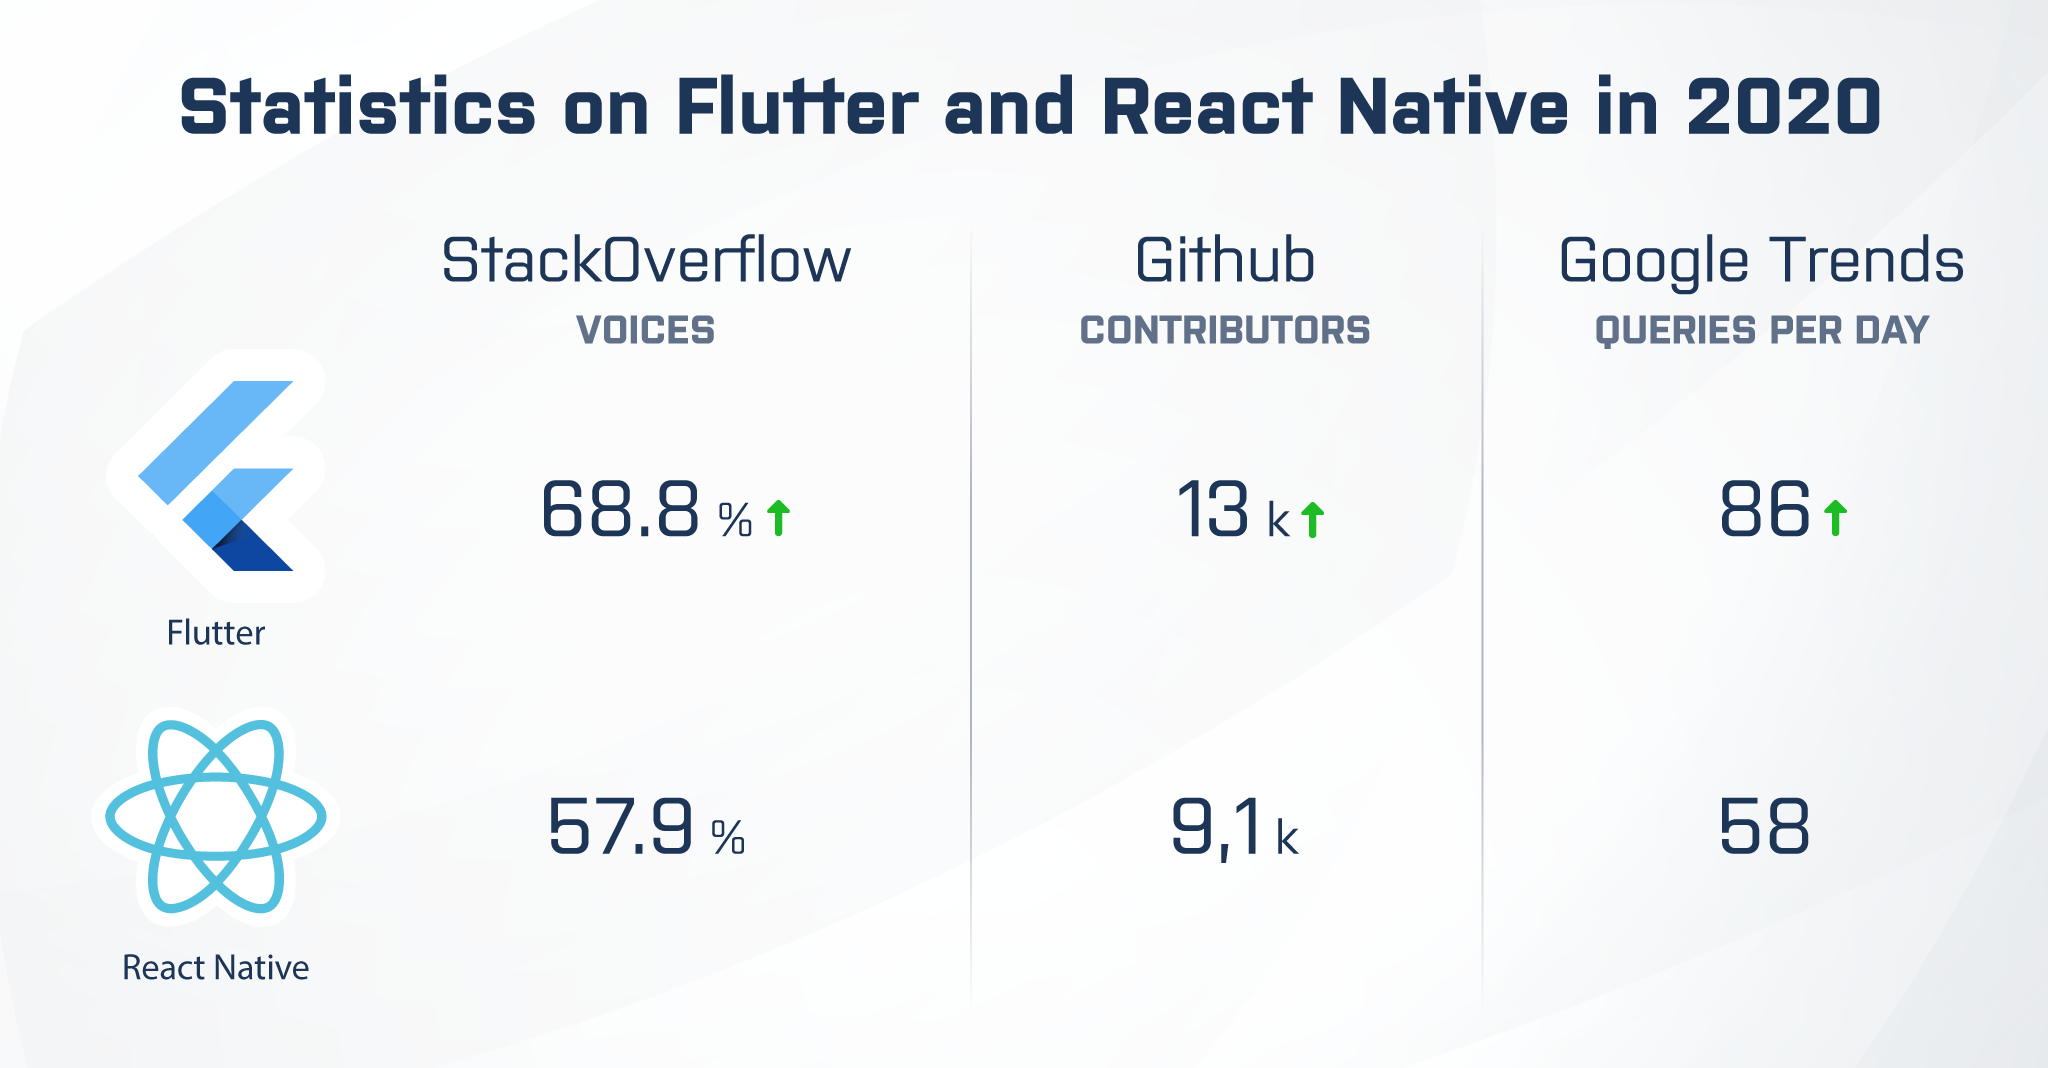 Statistics on Flutter and React Native in 2020
StackOverflow
VOICES
Github
CONTRIBUTORS
Google Trends
QUERIES PER DAY
Flutter
68.8 %
13 k
86
React Native
57.9 %
9,1 k
58